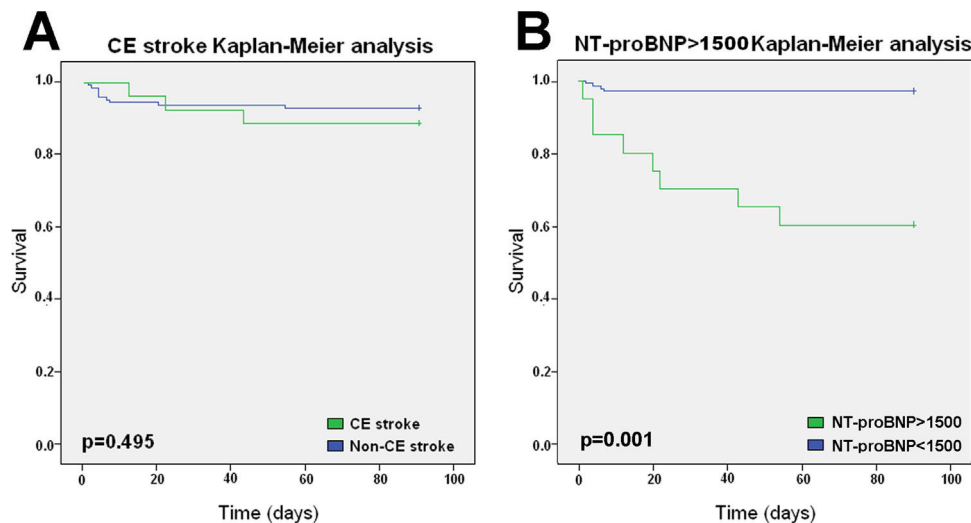 A
CE stroke Kaplan-Meier analysis
1.0
0.8
0.6
0.4
0.2
0.0
Survival
p=0.495
CE stroke
Non-CE stroke
0 20 40 60 80 100
Time (days)
B
NT-proBNP>1500 Kaplan-Meier analysis
1.0
0.8
0.6
0.4
0.2
0.0
Survival
p=0.001
NT-proBNP>1500
NT-proBNP<1500
0 20 40 60 80 100
Time (days)